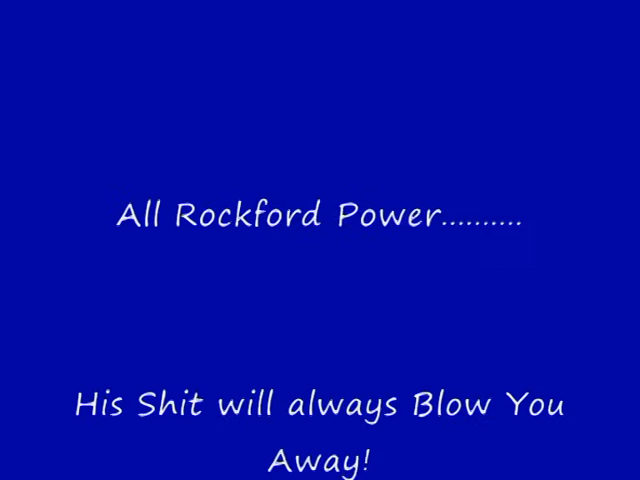 All Rockford Power..........
His Shit will always Blow You
Away!